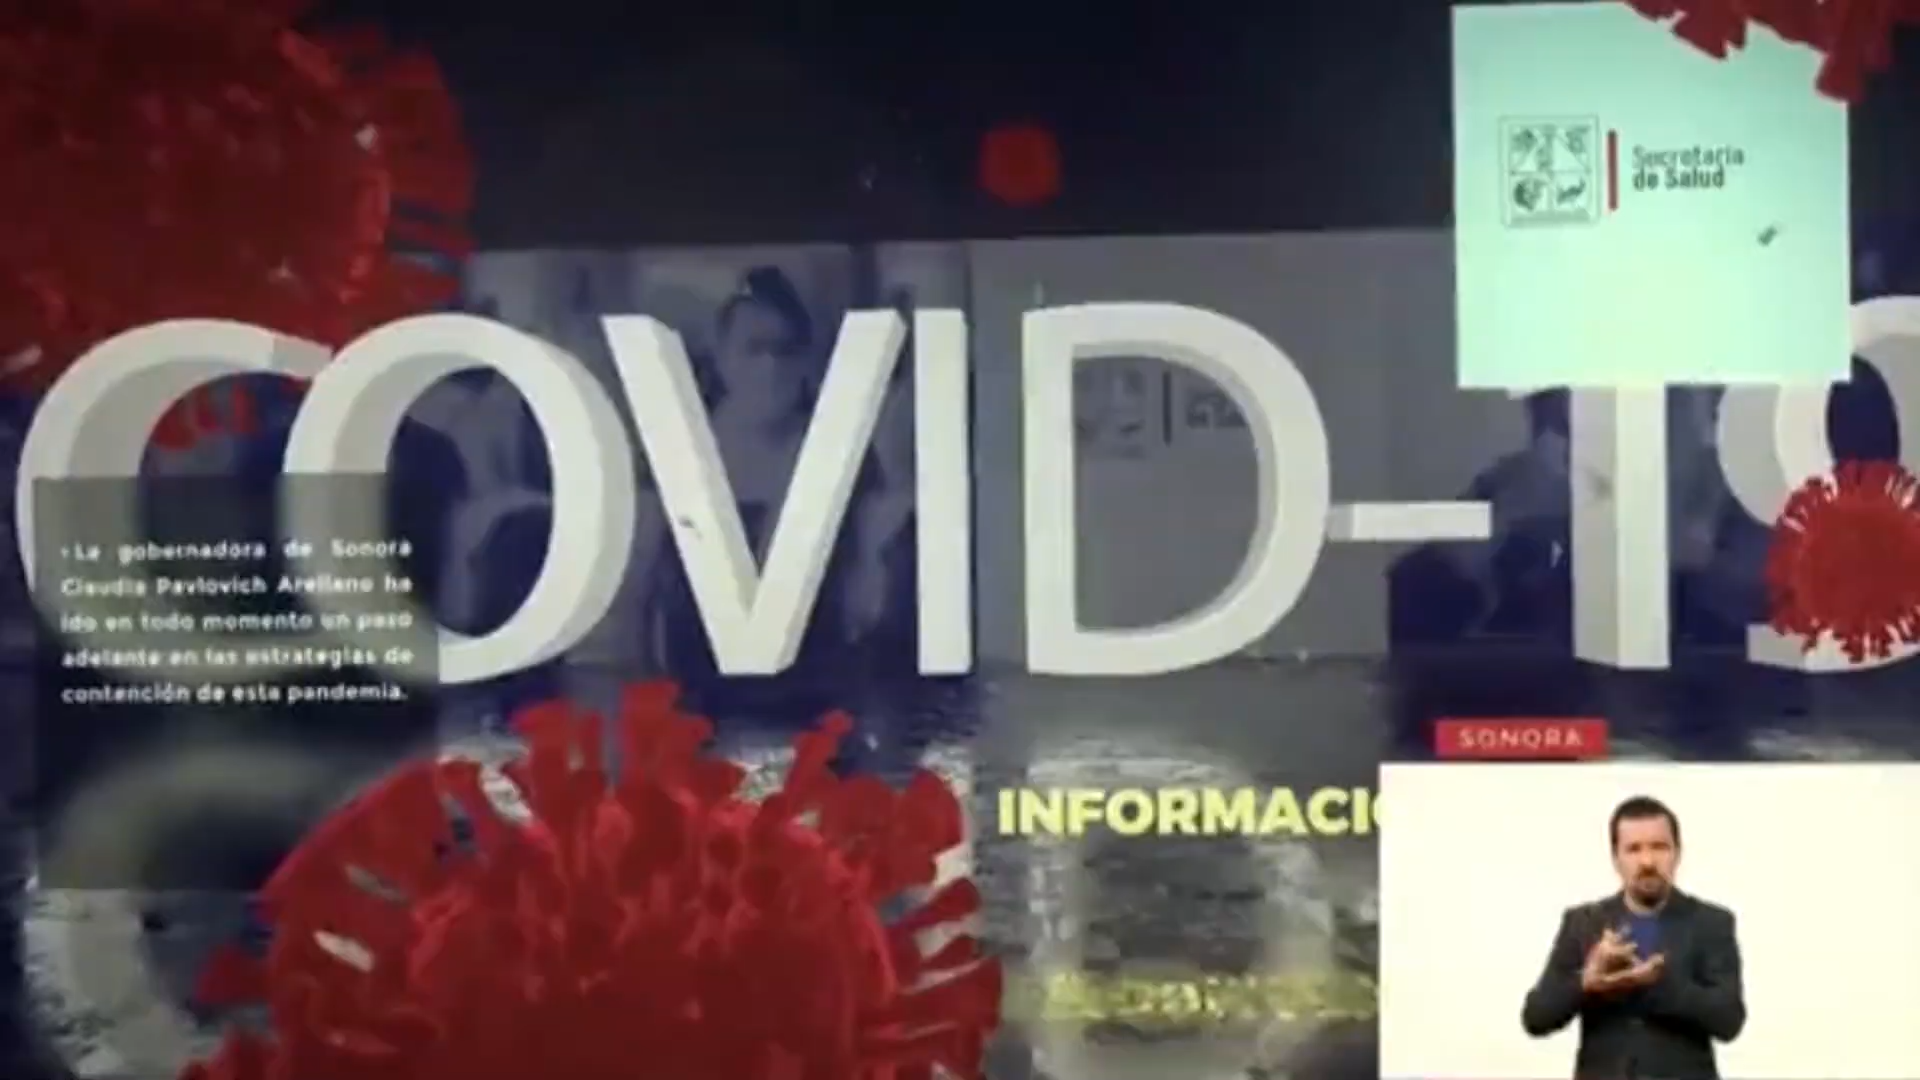 Secretaría
de Salud
COVID-19
• La gobernadora de Sonora
Claudia Pavlovich Arellano ha
ido en todo momento un paso
adelante en las estrategias de
contención de esta pandemia.
SONORA
INFORMACI